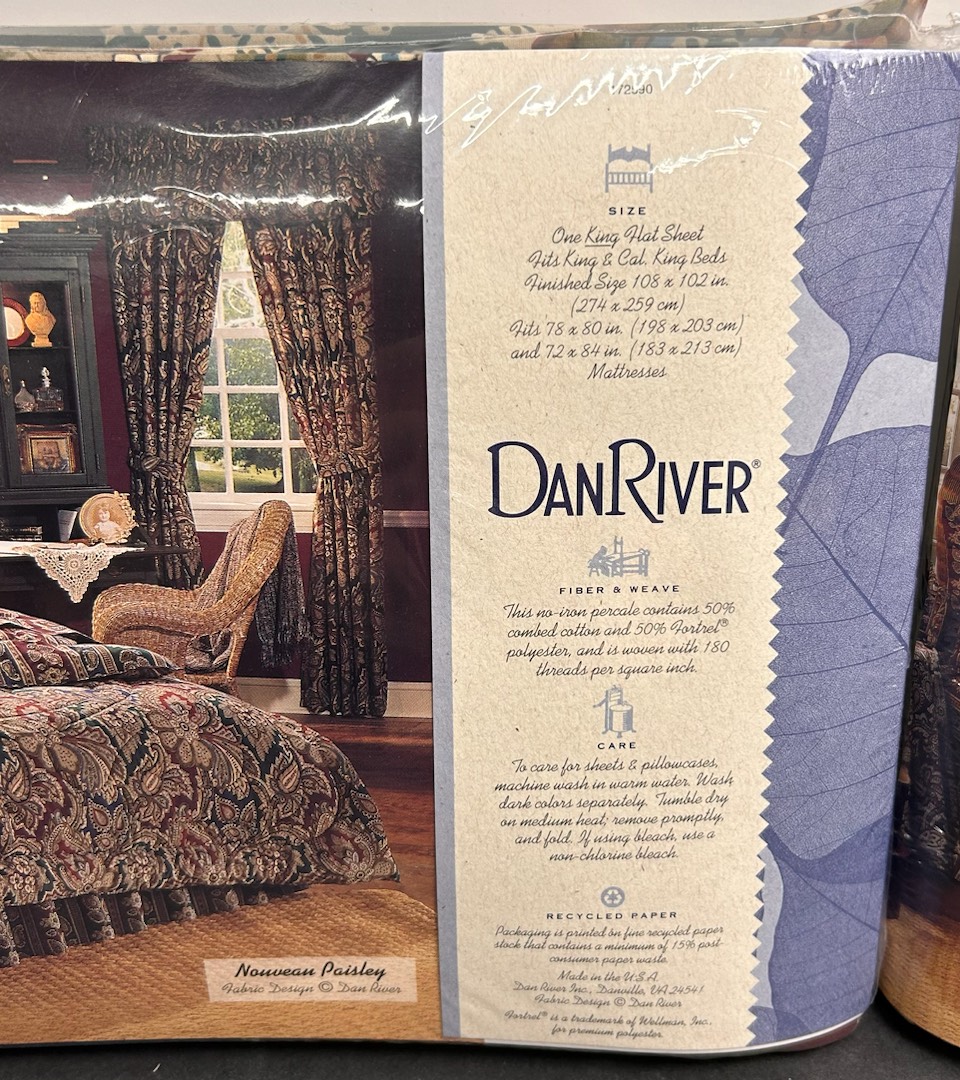 SIZE
One King Flat Sheet
Fits King & Cal. King Beds
Finished Size 108 x 102 in.
(274 x 259 cm)
Fits 78 x 80 in. (198 x 203 cm)
and 72 x 84 in. (183 x 213 cm)
Mattresses
DANRIVER®
FIBER & WEAVE
This no-iron percale contains 50%
combed cotton and 50% Fortrel®
polyester, and is woven with 180
threads per square inch.
CARE
To care for sheets & pillowcases,
machine wash in warm water. Wash
dark colors separately. Tumble dry
on medium heat; remove promptly,
and fold. If using bleach, use a
non-chlorine bleach.
RECYCLED PAPER
Packaging is printed on fine recycled paper
stock that contains a minimum of 15% post-
consumer paper waste.
Made in the U.S.A.
Dan River Inc., Danville, VA 24541
Fabric Design © Dan River
Fortrel® is a trademark of Wellman, Inc.,
for premium polyester.
Nouveau Paisley
Fabric Design © Dan River